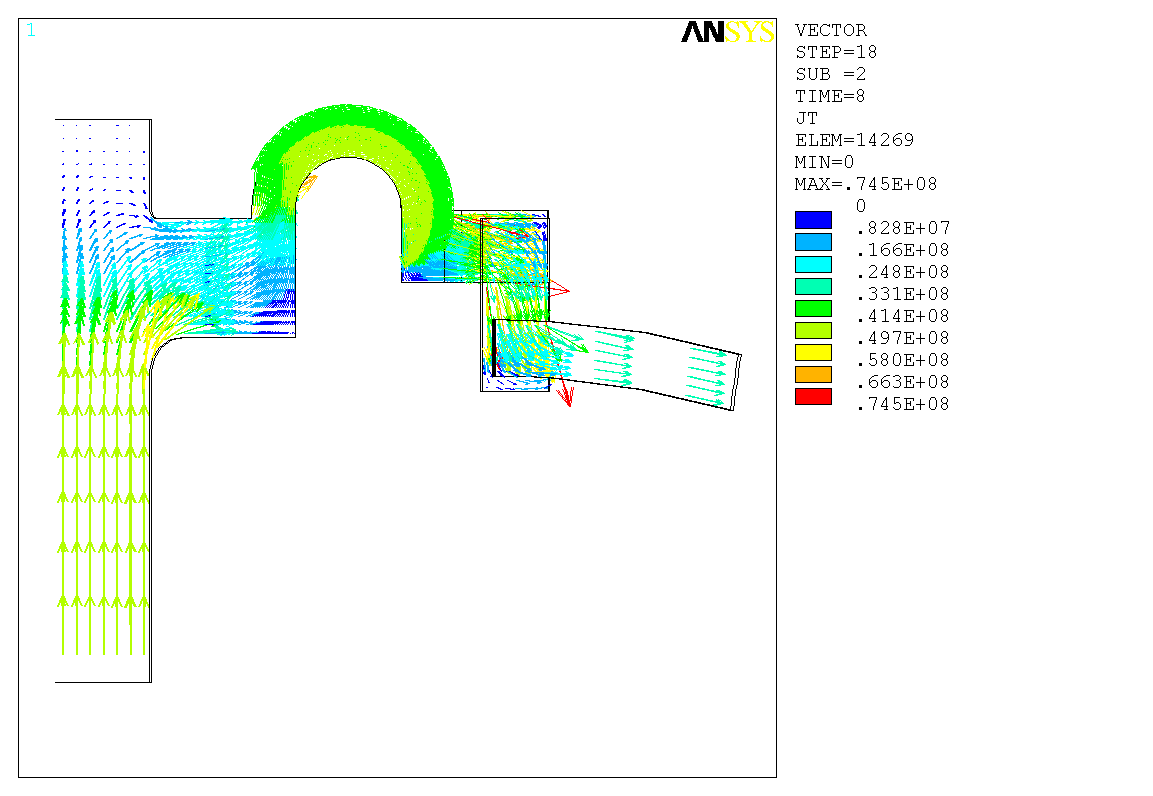 1
ANSYS
VECTOR
STEP=18
SUB =2
TIME=8
JT
ELEM=14269
MIN=0
MAX=.745E+08
0
.828E+07
.166E+08
.248E+08
.331E+08
.414E+08
.497E+08
.580E+08
.663E+08
.745E+08